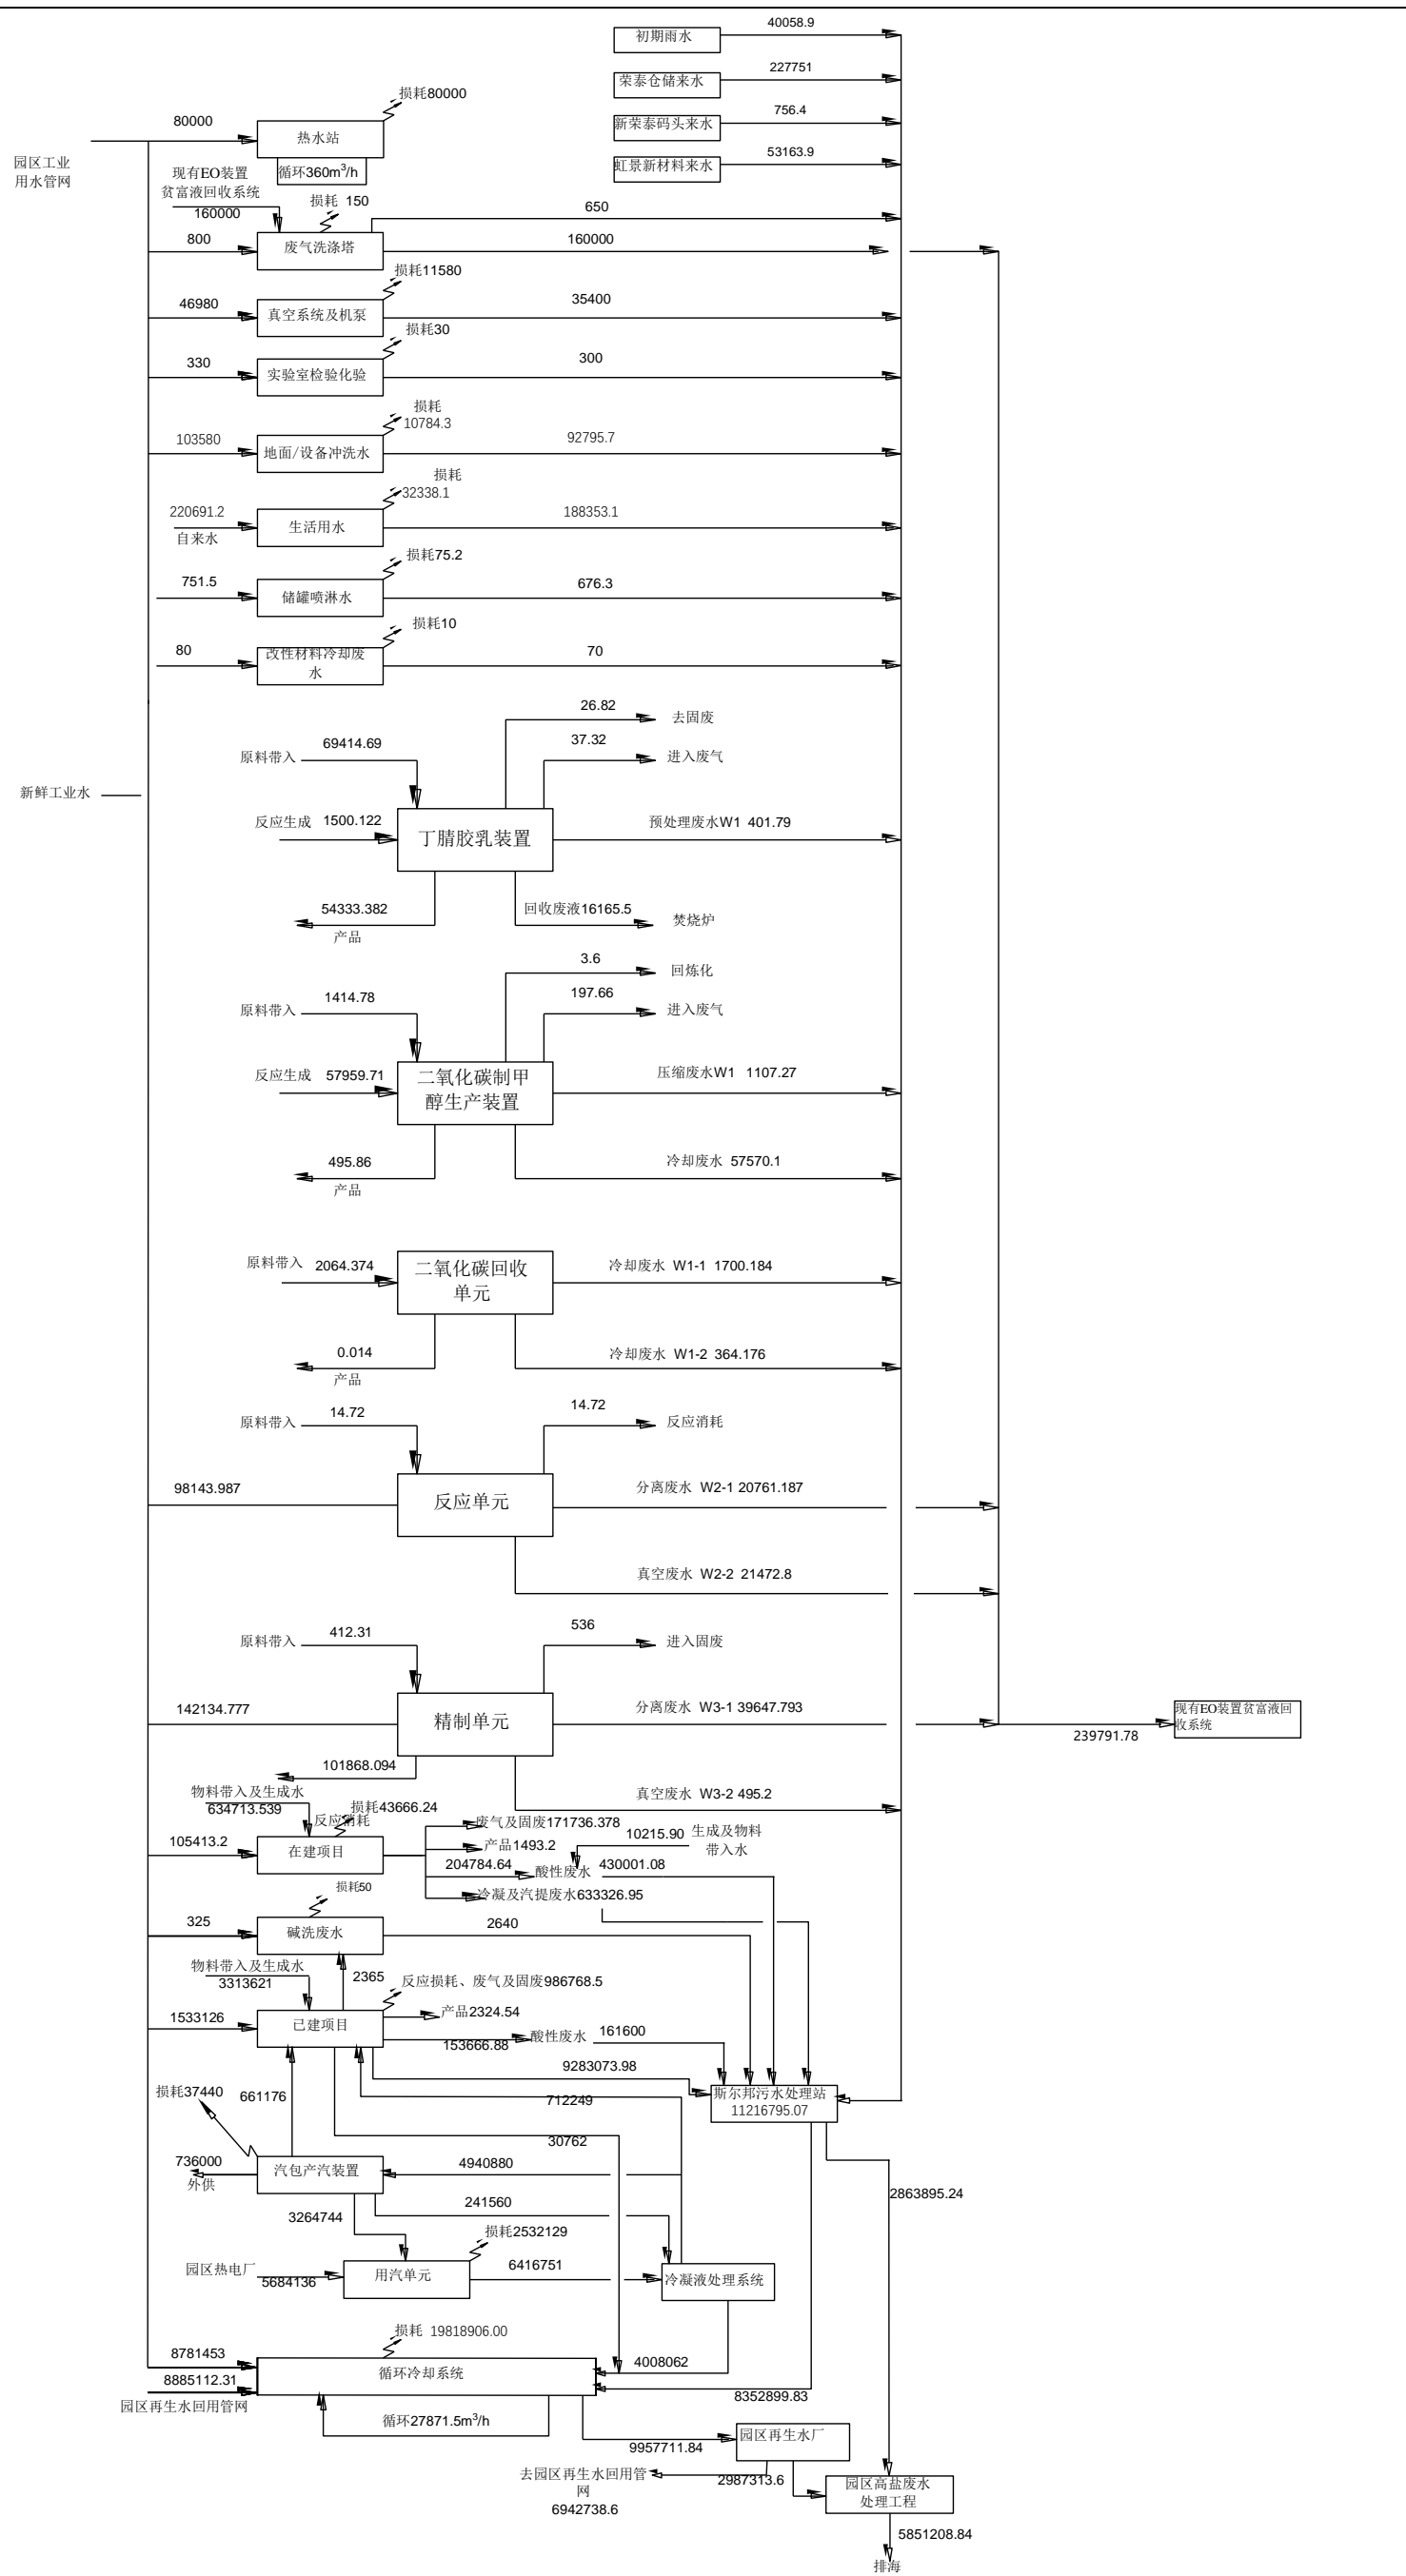 初期雨水
40058.9
荣泰仓储来水
227751
新荣泰码头来水
756.4
虹景新材料来水
53163.9
园区工业
用水管网
80000
热水站
损耗80000
循环360m³/h
现有EO装置
贫富液回收系统
160000
800
废气洗涤塔
损耗 150
650
160000
46980
真空系统及机泵
损耗11580
35400
330
实验室检验化验
损耗30
300
103580
地面/设备冲洗水
损耗
10784.3
92795.7
220691.2
自来水
生活用水
损耗
32338.1
188353.1
751.5
储罐喷淋水
损耗75.2
676.3
80
改性材料冷却废
水
损耗10
70
新鲜工业水
原料带入
69414.69
26.82
去固废
37.32
进入废气
反应生成 1500.122
丁腈胶乳装置
预处理废水W1 401.79
54333.382
产品
回收废液16165.5
焚烧炉
原料带入
1414.78
3.6
回炼化
197.66
进入废气
反应生成 57959.71
二氧化碳制甲
醇生产装置
压缩废水W1 1107.27
495.86
产品
冷却废水 57570.1
原料带入 2064.374
二氧化碳回收
单元
冷却废水 W1-1 1700.184
0.014
产品
冷却废水 W1-2 364.176
原料带入
14.72
14.72
反应消耗
98143.987
反应单元
分离废水 W2-1 20761.187
真空废水 W2-2 21472.8
原料带入
412.31
536
进入固废
142134.777
精制单元
分离废水 W3-1 39647.793
101868.094
真空废水 W3-2 495.2
239791.78
现有EO装置贫富液回
收系统
物料带入及生成水
634713.539
反应消耗
损耗43666.24
105413.2
在建项目
废气及固废171736.378
产品1493.2
204784.64
酸性废水
430001.08
10215.90
生成及物料
带入水
冷凝及汽提废水633326.95
325
碱洗废水
损耗50
2640
2365
物料带入及生成水
3313621
1533126
已建项目
反应损耗、废气及固废986768.5
产品2324.54
153666.88
酸性废水
161600
9283073.98
712249
30762
斯尔邦污水处理站
11216795.07
损耗37440
661176
736000
外供
汽包产汽装置
4940880
241560
3264744
2863895.24
园区热电厂
5684136
用汽单元
损耗2532129
6416751
冷凝液处理系统
8781453
8885112.31
园区再生水回用管网
循环冷却系统
损耗 19818906.00
4008062
8352899.83
循环27871.5m³/h
9957711.84
园区再生水厂
去园区再生水回用管
网
6942738.6
2987313.6
园区高盐废水
处理工程
5851208.84
排海